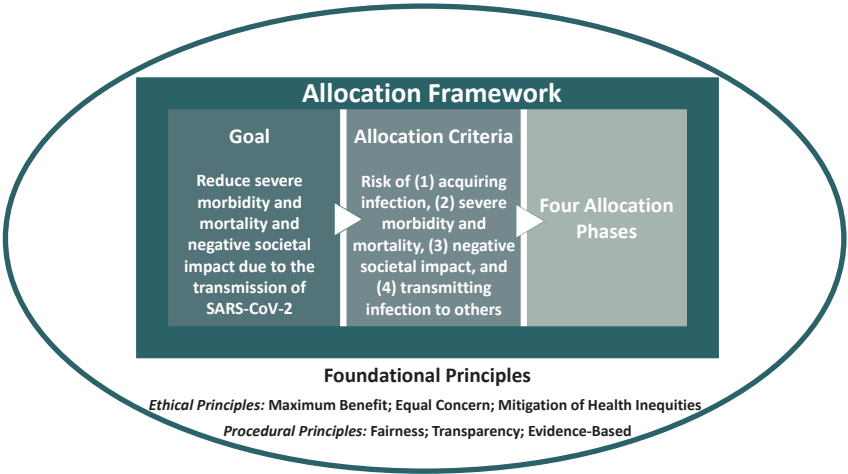 Allocation Framework
Goal
Reduce severe
morbidity and
mortality and
negative societal
impact due to the
transmission of
SARS-CoV-2
Allocation Criteria
Risk of (1) acquiring
infection, (2) severe
morbidity and
mortality, (3) negative
societal impact, and
(4) transmitting
infection to others
Four Allocation
Phases
Foundational Principles
Ethical Principles: Maximum Benefit; Equal Concern; Mitigation of Health Inequities
Procedural Principles: Fairness; Transparency; Evidence-Based